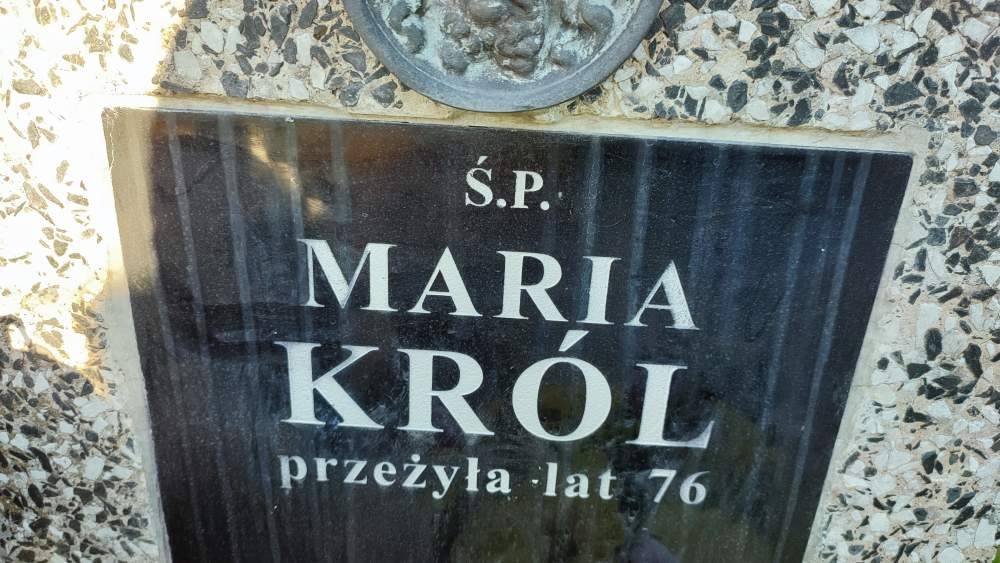 Ś.P.
MARIA
KRÓL
przeżyła lat 76